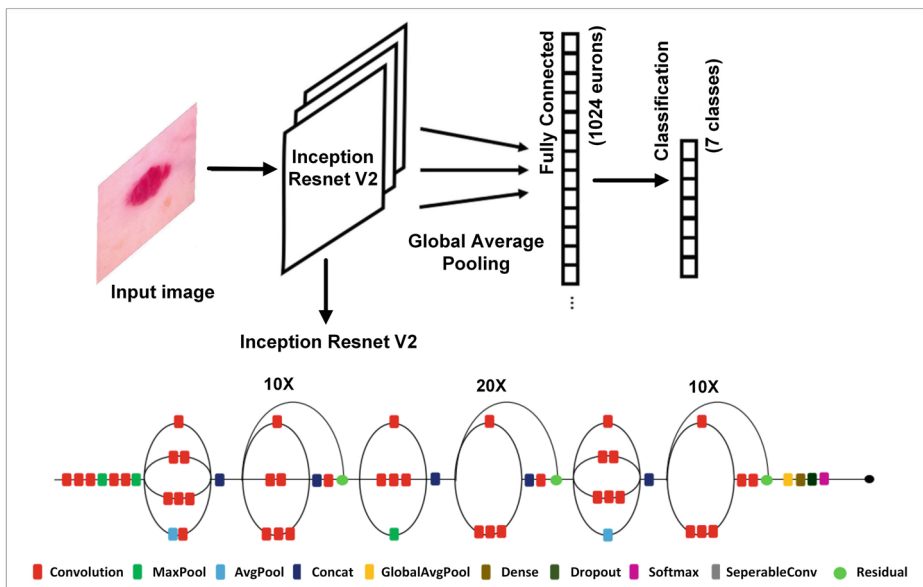 Inception
Resnet V2
Input image
Global Average
Pooling
Fully Connected
(1024 eurons)
...
Classification
(7 classes)
Inception Resnet V2
10X
20X
10X
Convolution
MaxPool
AvgPool
Concat
GlobalAvgPool
Dense
Dropout
Softmax
SeperableConv
Residual